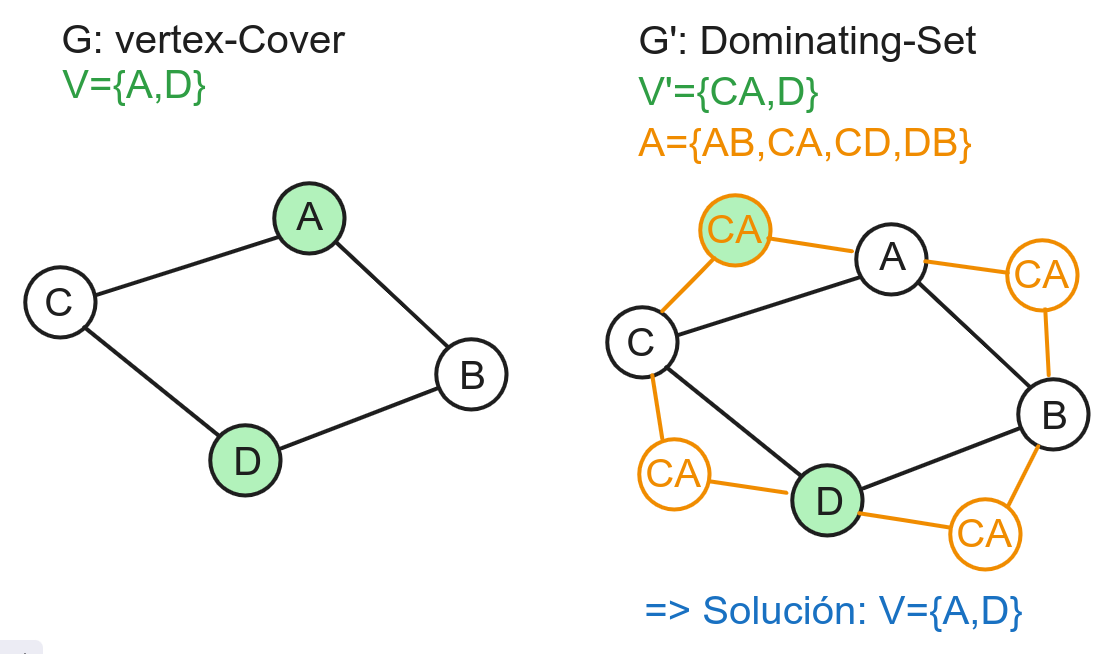 G: vertex-Cover
V={A,D}
G': Dominating-Set
V'={CA,D}
A={AB,CA,CD,DB}
A
C
B
D
CA
A
CA
C
B
CA
D
CA
=> Solución: V={A,D}